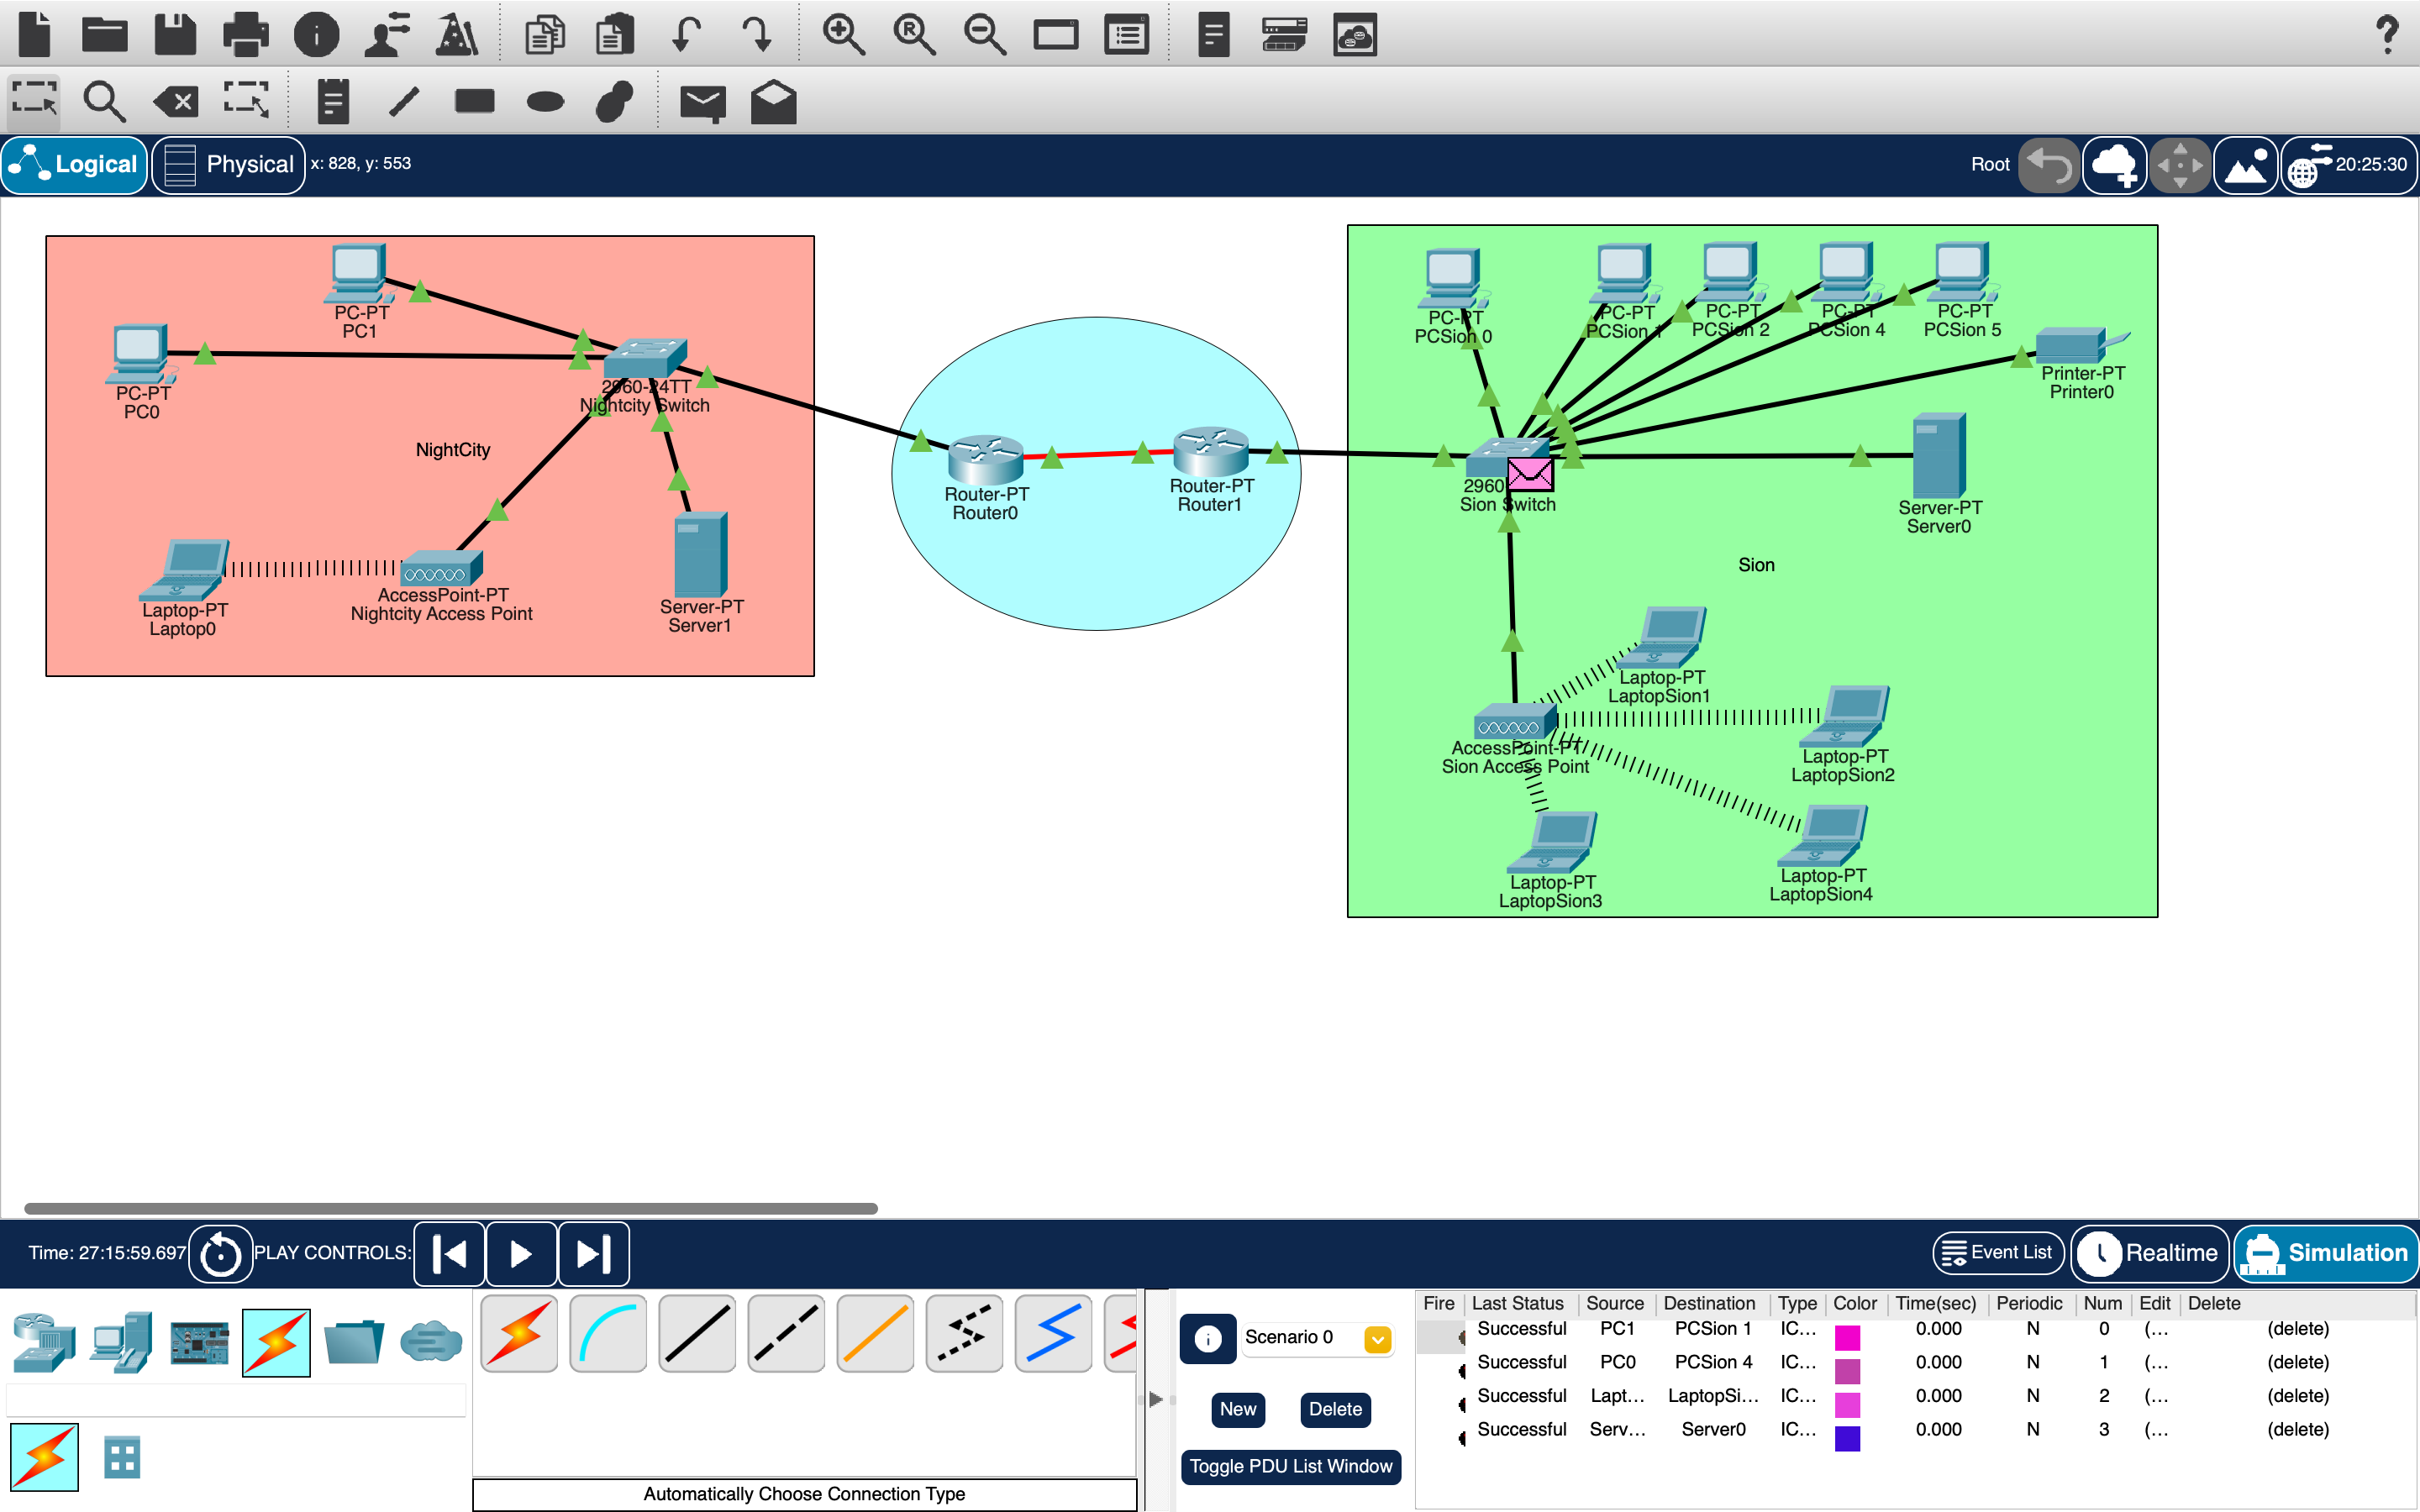 Logical
Physical
x: 828, y: 553
Root
20:25:30
PC-PT
PC1
PC-PT
PC0
2960-24TT
Nightcity Switch
NightCity
Laptop-PT
Laptop0
AccessPoint-PT
Nightcity Access Point
Server-PT
Server1
Router-PT
Router0
Router-PT
Router1
PC-PT
PCSion 0
PC-PT
PCSion 1
PC-PT
PCSion 2
PC-PT
PCSion 4
PC-PT
PCSion 5
Printer-PT
Printer0
2960
Sion Switch
Server-PT
Server0
Sion
Laptop-PT
LaptopSion1
AccessPoint-PT
Sion Access Point
Laptop-PT
LaptopSion2
Laptop-PT
LaptopSion3
Laptop-PT
LaptopSion4
Time: 27:15:59.697
PLAY CONTROLS:
Event List
Realtime
Simulation
Scenario 0
New
Delete
Toggle PDU List Window
Automatically Choose Connection Type
Fire Last Status Source Destination Type Color Time(sec) Periodic Num Edit Delete
Successful PC1 PCSion 1 IC... 0.000 N 0 (... (delete)
Successful PC0 PCSion 4 IC... 0.000 N 1 (... (delete)
Successful Lapt... LaptopSi... IC... 0.000 N 2 (... (delete)
Successful Serv... Server0 IC... 0.000 N 3 (... (delete)